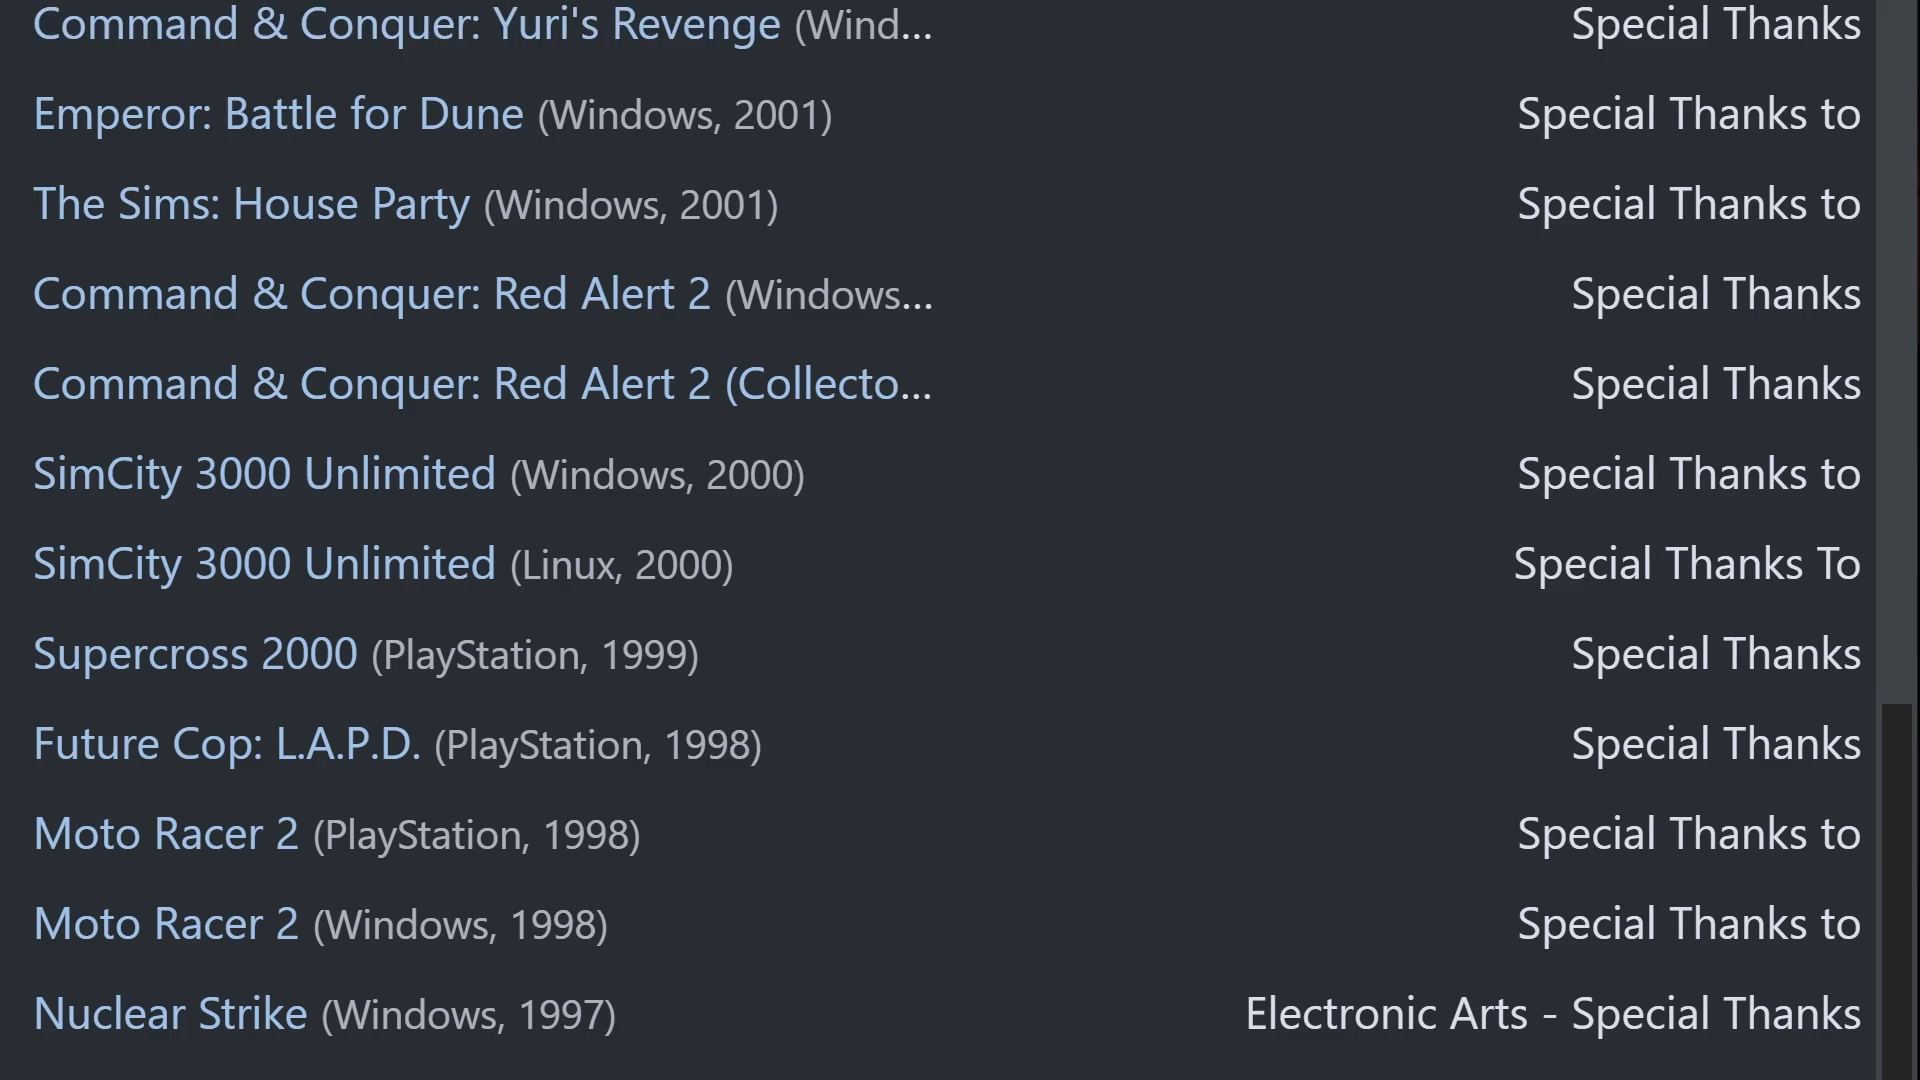 Command & Conquer: Yuri's Revenge (Wind... Special Thanks
Emperor: Battle for Dune (Windows, 2001) Special Thanks to
The Sims: House Party (Windows, 2001) Special Thanks to
Command & Conquer: Red Alert 2 (Windows... Special Thanks
Command & Conquer: Red Alert 2 (Collecto... Special Thanks
SimCity 3000 Unlimited (Windows, 2000) Special Thanks to
SimCity 3000 Unlimited (Linux, 2000) Special Thanks To
Supercross 2000 (PlayStation, 1999) Special Thanks
Future Cop: L.A.P.D. (PlayStation, 1998) Special Thanks
Moto Racer 2 (PlayStation, 1998) Special Thanks to
Moto Racer 2 (Windows, 1998) Special Thanks to
Nuclear Strike (Windows, 1997) Electronic Arts - Special Thanks